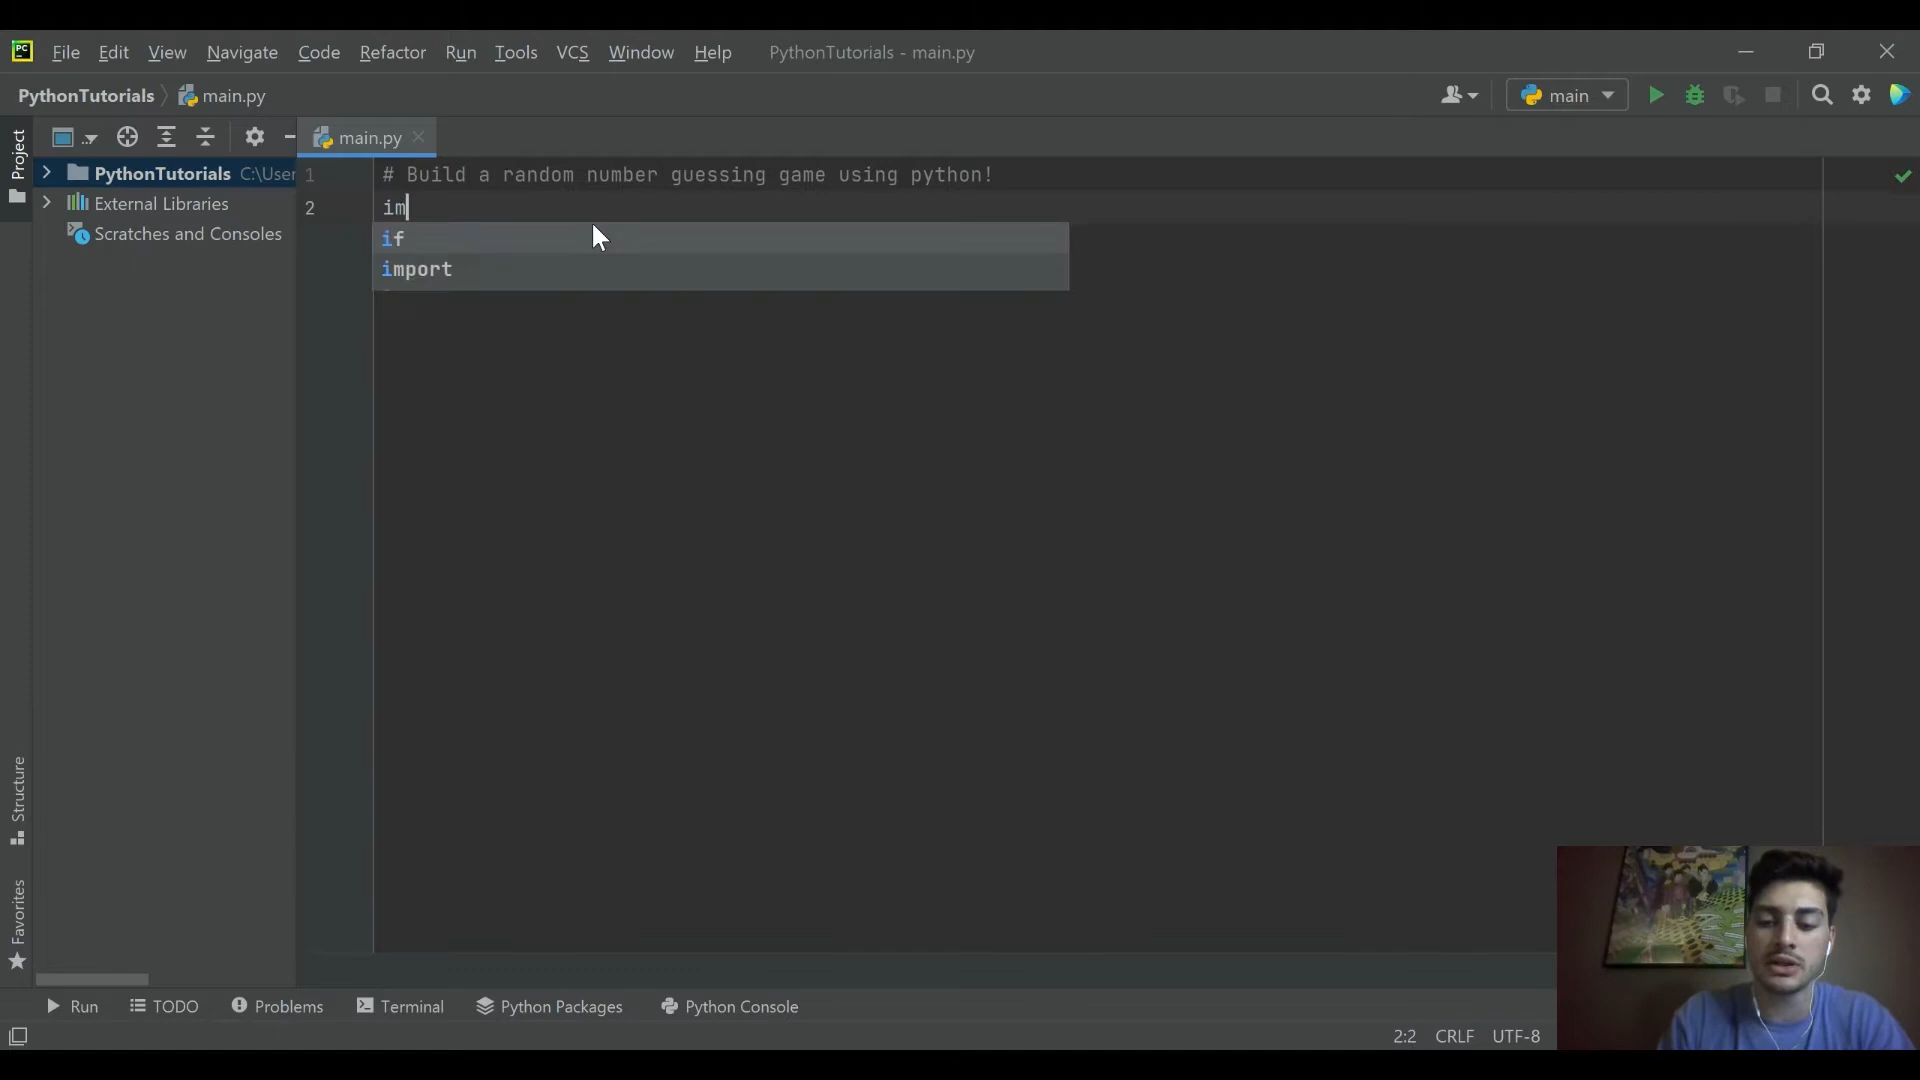 PC File Edit View Navigate Code Refactor Run Tools VCS Window Help PythonTutorials - main.py
PythonTutorials main.py main
Project
main.py
PythonTutorials C:\User
External Libraries
Scratches and Consoles
1 # Build a random number guessing game using python!
2 im
if
import
Structure
Favorites
Run TODO Problems Terminal Python Packages Python Console
2:2 CRLF UTF-8